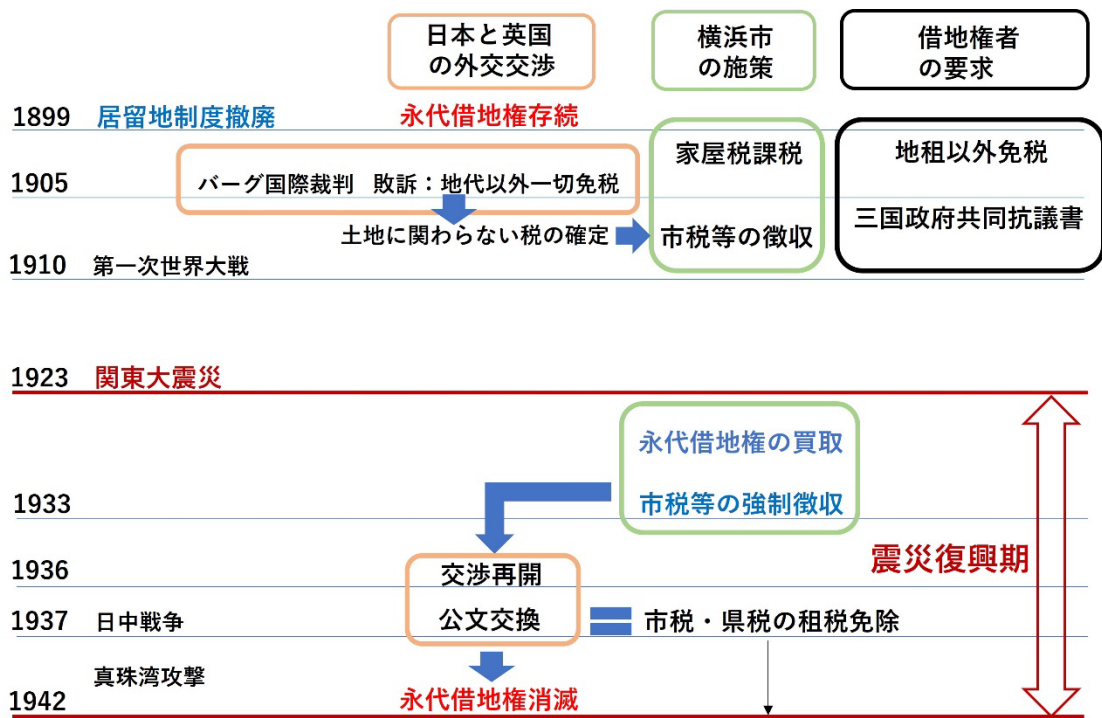 日本と英国
の外交交渉
横浜市
の施策
借地権者
の要求
1899 居留地制度撤廃 永代借地権存続
家屋税課税 地租以外免税
1905 バーグ国際裁判 敗訴：地代以外一切免税
三国政府共同抗議書
土地に関わらない税の確定 市税等の徴収
1910 第一次世界大戦
1923 関東大震災
永代借地権の買取
1933 市税等の強制徴収
震災復興期
1936 交渉再開
1937 日中戦争 公文交換 市税・県税の租税免除
真珠湾攻撃
1942 永代借地権消滅